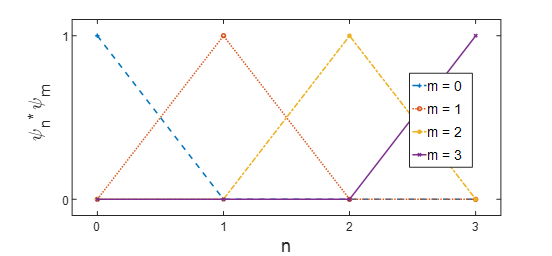 1
0
ψn*ψm
0 1 2 3
n
m = 0
m = 1
m = 2
m = 3